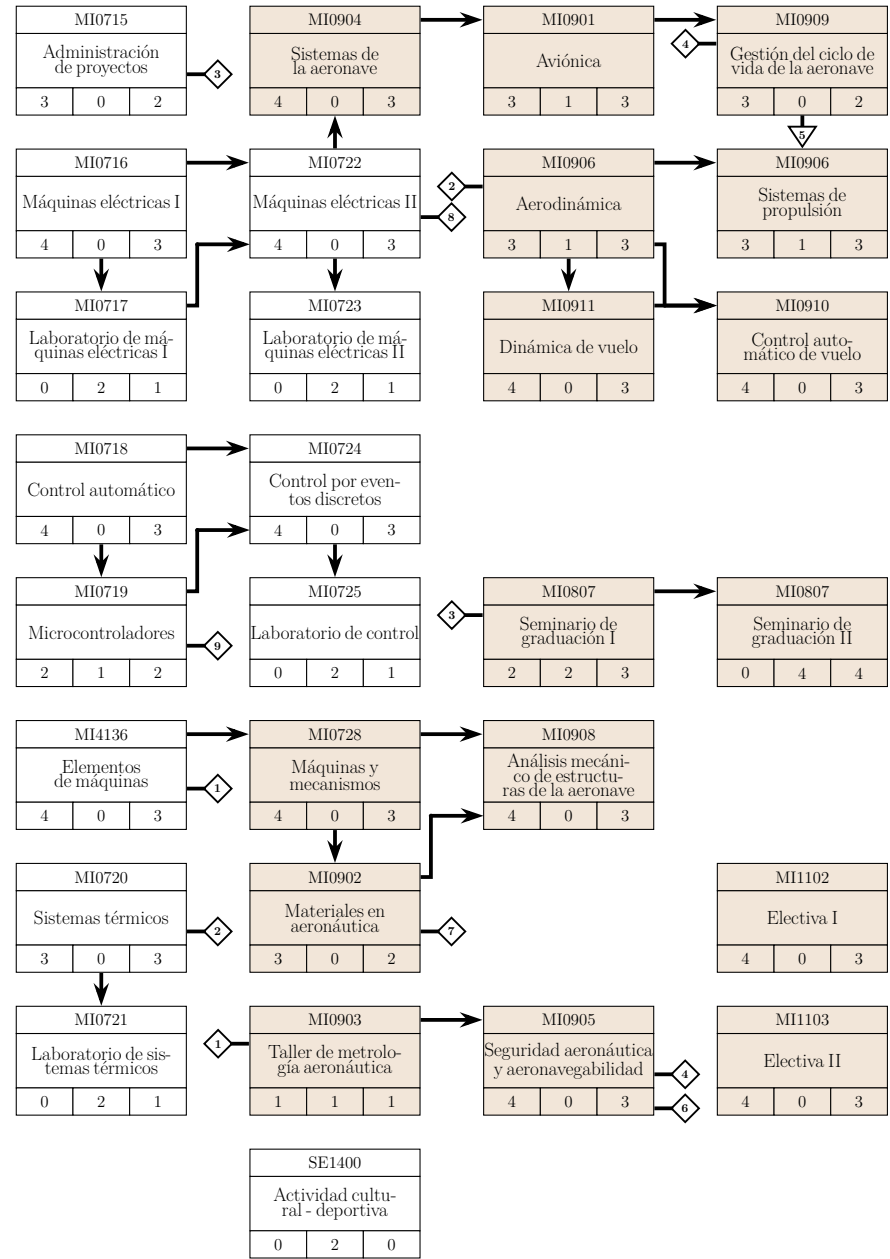 MI0715
Administración
de proyectos
3 0 2
3
MI0904
Sistemas de
la aeronave
4 0 3
MI0901
Aviónica
3 1 3
4
MI0909
Gestión del ciclo de
vida de la aeronave
3 0 2
5
MI0716
Máquinas eléctricas I
4 0 3
MI0722
Máquinas eléctricas II
4 0 3
2
8
MI0906
Aerodinámica
3 1 3
MI0906
Sistemas de
propulsión
3 1 3
MI0717
Laboratorio de má-
quinas eléctricas I
0 2 1
MI0723
Laboratorio de má-
quinas eléctricas II
0 2 1
MI0911
Dinámica de vuelo
4 0 3
MI0910
Control auto-
mático de vuelo
4 0 3
MI0718
Control automático
4 0 3
MI0724
Control por even-
tos discretos
4 0 3
MI0719
Microcontroladores
2 1 2
9
MI0725
Laboratorio de control
0 2 1
3
MI0807
Seminario de
graduación I
2 2 3
MI0807
Seminario de
graduación II
0 4 4
MI4136
Elementos
de máquinas
4 0 3
1
MI0728
Máquinas y
mecanismos
4 0 3
MI0908
Análisis mecáni-
co de estructu-
ras de la aeronave
4 0 3
MI0720
Sistemas térmicos
3 0 3
2
MI0902
Materiales en
aeronáutica
3 0 2
7
MI1102
Electiva I
4 0 3
MI0721
Laboratorio de sis-
temas térmicos
0 2 1
1
MI0903
Taller de metrolo-
gía aeronáutica
1 1 1
MI0905
Seguridad aeronáutica
y aeronavegabilidad
4 0 3
4
6
MI1103
Electiva II
4 0 3
SE1400
Actividad cultu-
ral - deportiva
0 2 0